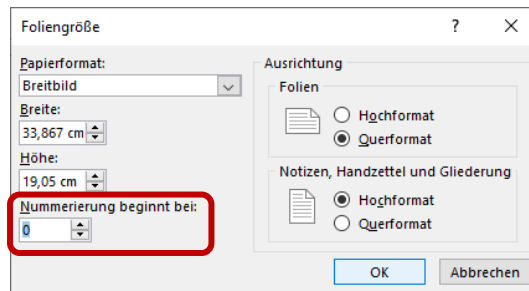 Foliengröße ?
Papierformat:
Breitbild
Breite:
33,867 cm
Höhe:
19,05 cm
Nummerierung beginnt bei:
0
Ausrichtung
Folien
Hochformat
Querformat
Notizen, Handzettel und Gliederung
Hochformat
Querformat
OK
Abbrechen